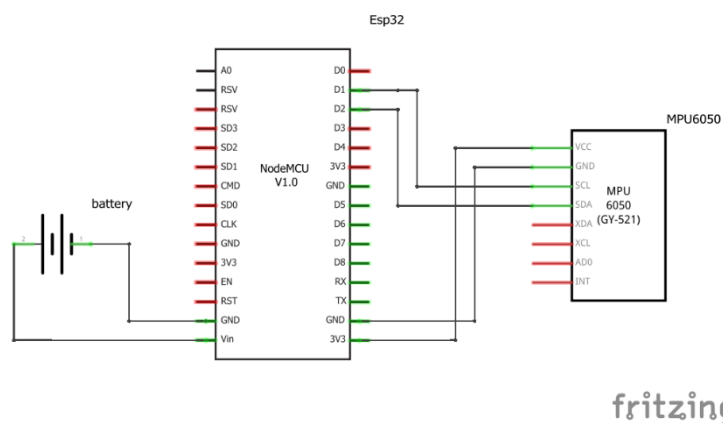 Esp32
A0
RSV
RSV
SD3
SD2
SD1
CMD
SD0
CLK
GND
3V3
EN
RST
GND
Vin
NodeMCU
V1.0
D0
D1
D2
D3
D4
3V3
GND
D5
D6
D7
D8
RX
TX
GND
3V3
battery
2
1
MPU6050
VCC
GND
SCL
SDA
XDA
XCL
AD0
INT
MPU
6050
(GY-521)
fritzing